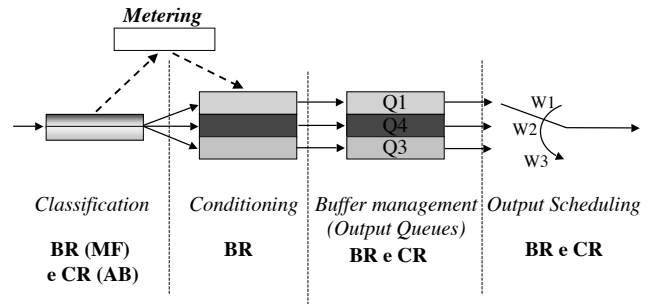 Metering
Q1
Q4
Q3
W1
W2
W3
Classification
Conditioning
Buffer management
(Output Queues)
Output Scheduling
BR (MF)
e CR (AB)
BR
BR e CR
BR e CR